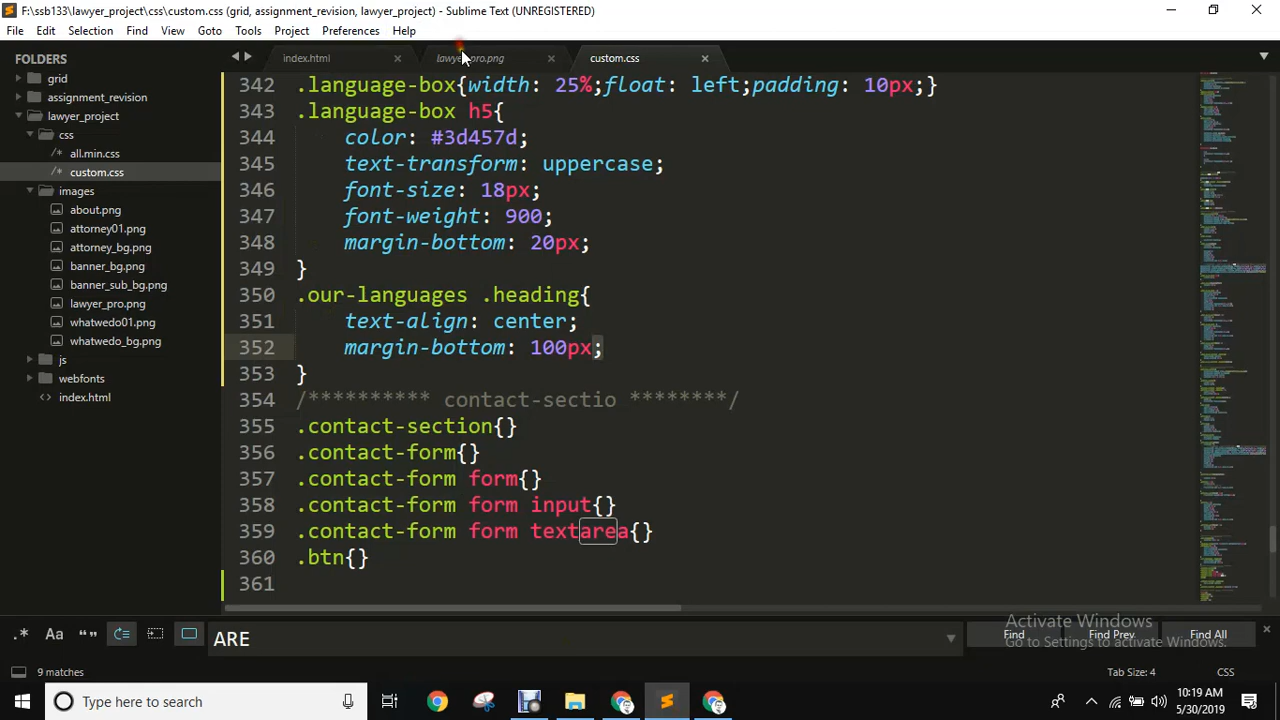 F:\ssb133\lawyer_project\css\custom.css (grid, assignment_revision, lawyer_project) - Sublime Text (UNREGISTERED)
File Edit Selection Find View Goto Tools Project Preferences Help
FOLDERS
grid
assignment_revision
lawyer_project
css
/* all.min.css
/* custom.css
images
about.png
attorney01.png
attorney_bg.png
banner_bg.png
banner_sub_bg.png
lawyer_pro.png
whatwedo01.png
whatwedo_bg.png
js
webfonts
<> index.html
index.html
lawyer_pro.png
custom.css
342 .language-box{width: 25%;float: left;padding: 10px;}
343 .language-box h5{
344 color: #3d457d;
345 text-transform: uppercase;
346 font-size: 18px;
347 font-weight: 900;
348 margin-bottom: 20px;
349 }
350 .our-languages .heading{
351 text-align: center;
352 margin-bottom: 100px;
353 }
354 /********** contact-sectio ********/
355 .contact-section{}
356 .contact-form{}
357 .contact-form form{}
358 .contact-form form input{}
359 .contact-form form textarea{}
360 .btn{}
361
.* Aa “” ARE Find Find Prev Find All
Activate Windows
Go to Settings to activate Windows.
9 matches Tab Size: 4 CSS
Type here to search
10:19 AM
5/30/2019